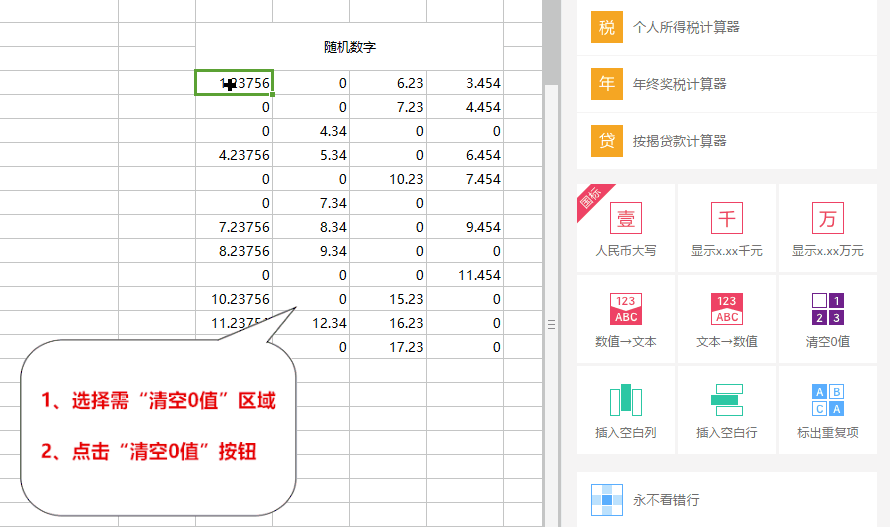 随机数字
1.23756 0 6.23 3.454
0 0 7.23 4.454
0 4.34 0 0
4.23756 5.34 0 6.454
0 0 10.23 7.454
0 7.34 0
7.23756 8.34 0 9.454
8.23756 9.34 0 0
0 0 0 11.454
10.23756 0 15.23 0
12.34 16.23 0
0 17.23 0
1、选择需“清空0值”区域
2、点击“清空0值”按钮
税 个人所得税计算器
年 年终奖税计算器
贷 按揭贷款计算器
国标
壹 千 万
人民币大写 显示x.xx千元 显示x.xx万元
123 123 1
ABC ABC 2 3
数值→文本 文本→数值 清空0值
A B
C A
插入空白列 插入空白行 标出重复项
永不看错行